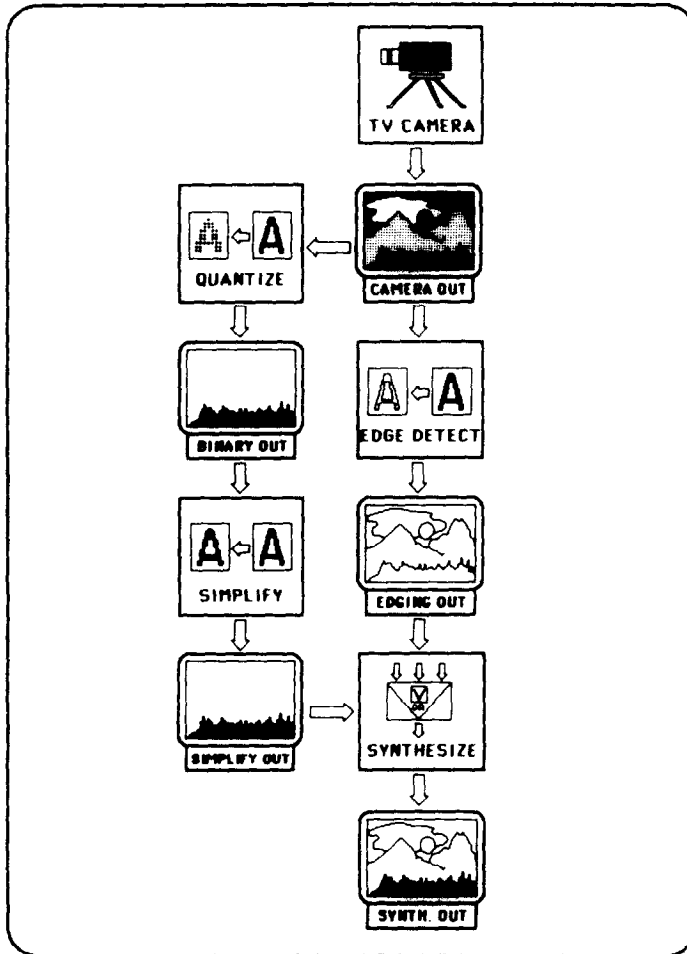 TV CAMERA
A A
QUANTIZE
CAMERA OUT
BINARY OUT
A A
EDGE DETECT
A A
SIMPLIFY
EDGING OUT
SIMPLIFY OUT
SYNTHESIZE
SYNTH. OUT